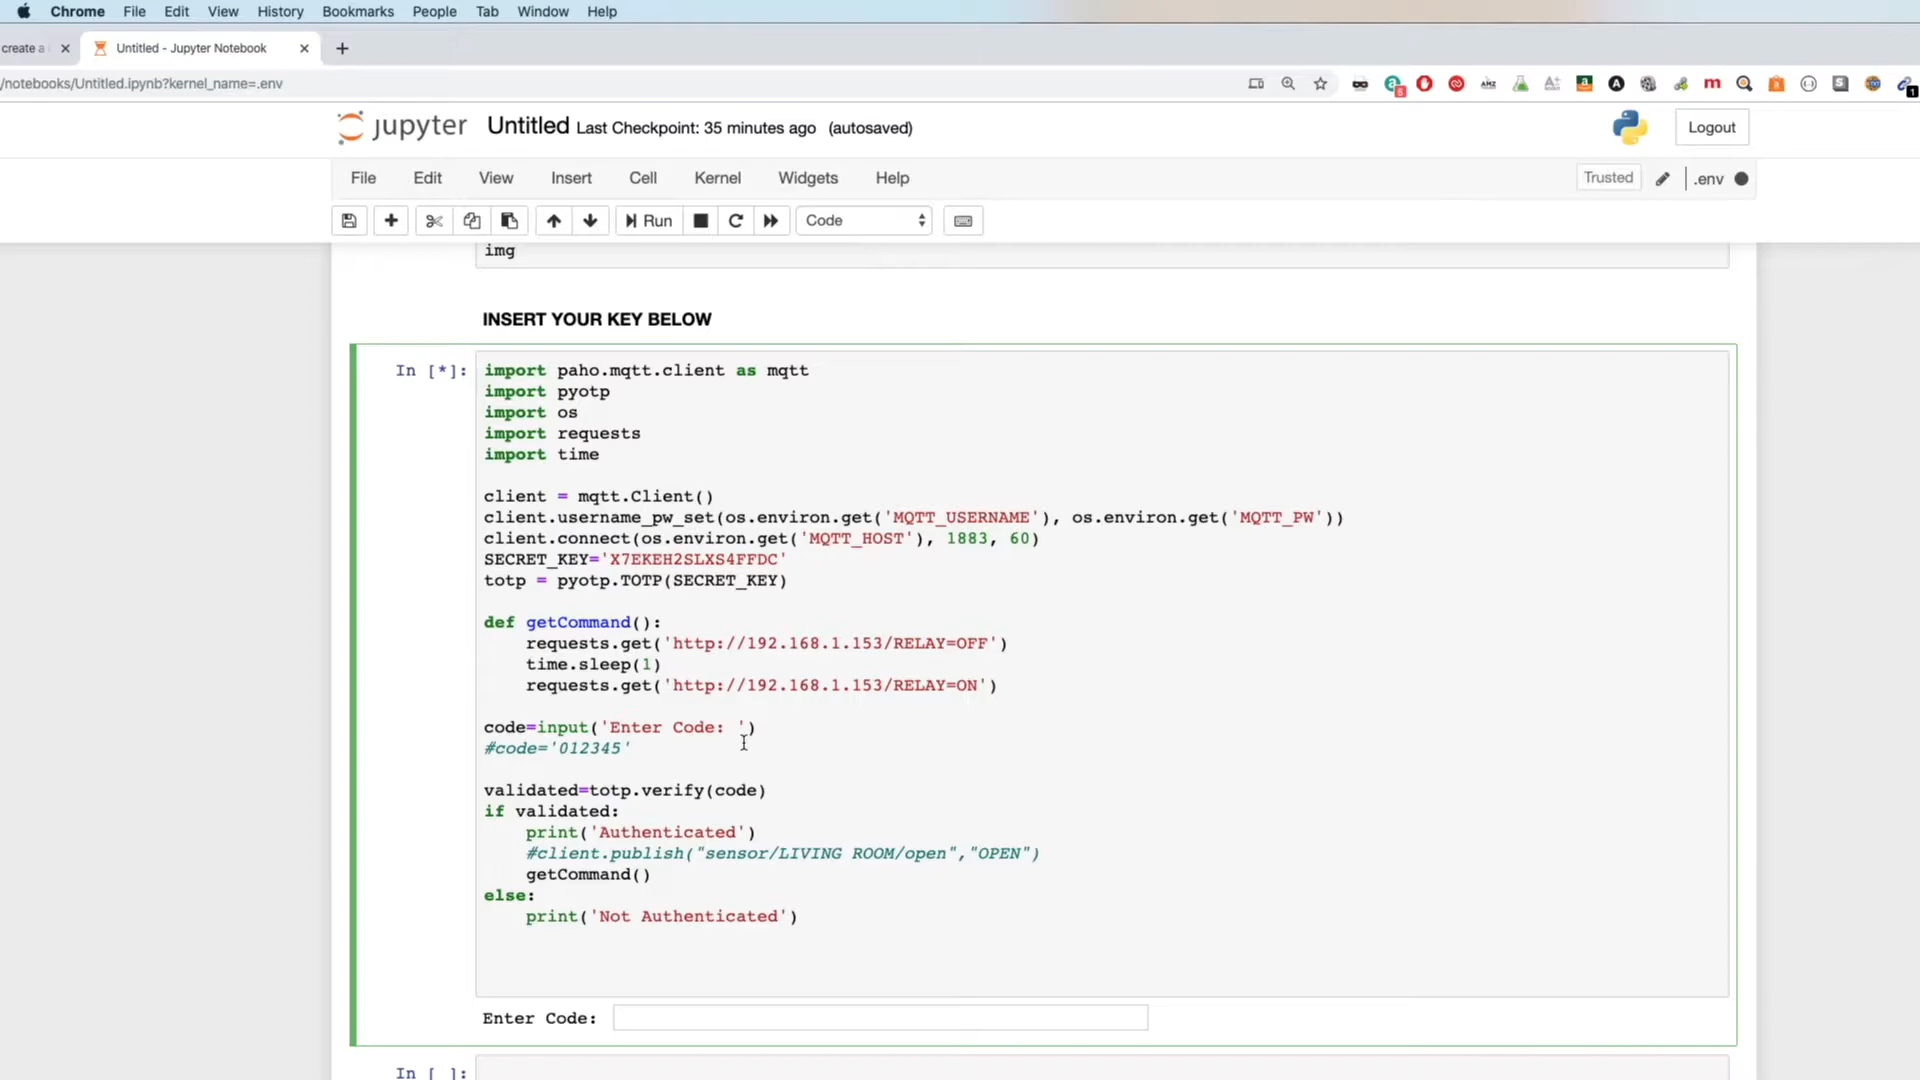 Chrome File Edit View History Bookmarks People Tab Window Help
create a Untitled - Jupyter Notebook
/notebooks/Untitled.ipynb?kernel_name=.env
jupyter Untitled Last Checkpoint: 35 minutes ago (autosaved)
Logout
File Edit View Insert Cell Kernel Widgets Help
Trusted .env
Run Code
img
INSERT YOUR KEY BELOW
In [*]:
import paho.mqtt.client as mqtt
import pyotp
import os
import requests
import time
client = mqtt.Client()
client.username_pw_set(os.environ.get('MQTT_USERNAME'), os.environ.get('MQTT_PW'))
client.connect(os.environ.get('MQTT_HOST'), 1883, 60)
SECRET_KEY='X7EKEH2SLXS4FFDC'
totp = pyotp.TOTP(SECRET_KEY)
def getCommand():
requests.get('http://192.168.1.153/RELAY=OFF')
time.sleep(1)
requests.get('http://192.168.1.153/RELAY=ON')
code=input('Enter Code: ')
#code='012345'
validated=totp.verify(code)
if validated:
print('Authenticated')
#client.publish("sensor/LIVING ROOM/open","OPEN")
getCommand()
else:
print('Not Authenticated')
Enter Code:
In [ ]: